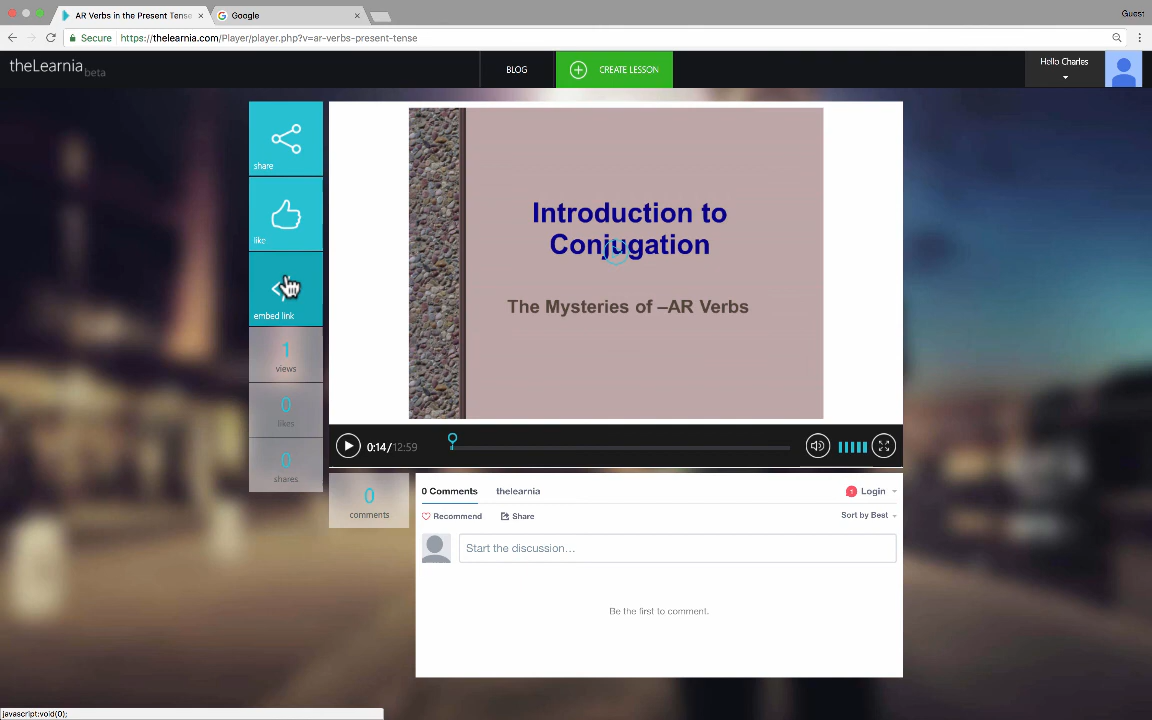 AR Verbs in the Present Tense
Google
Guest
Secure
https://thelearnia.com/Player/player.php?v=ar-verbs-present-tense
theLearnia beta
BLOG
CREATE LESSON
Hello Charles
share
like
embed link
1
views
0
likes
0
shares
Introduction to
Conjugation
The Mysteries of –AR Verbs
0:14/12:59
0
comments
0 Comments
thelearnia
1 Login
Recommend
Share
Sort by Best
Start the discussion…
Be the first to comment.
javascript:void(0);